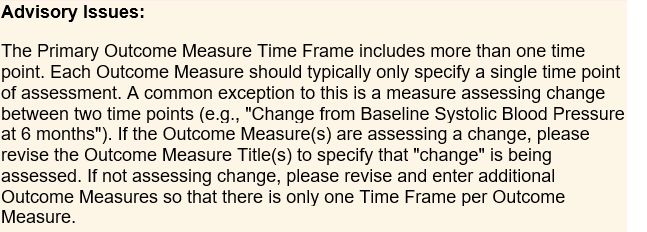 Advisory Issues:
The Primary Outcome Measure Time Frame includes more than one time
point. Each Outcome Measure should typically only specify a single time point
of assessment. A common exception to this is a measure assessing change
between two time points (e.g., "Change from Baseline Systolic Blood Pressure
at 6 months"). If the Outcome Measure(s) are assessing a change, please
revise the Outcome Measure Title(s) to specify that "change" is being
assessed. If not assessing change, please revise and enter additional
Outcome Measures so that there is only one Time Frame per Outcome
Measure.